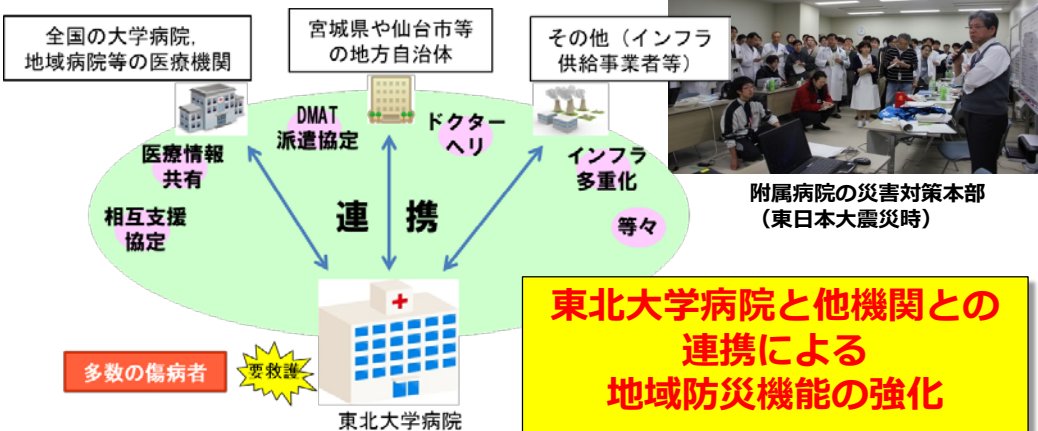 全国の大学病院,
地域病院等の医療機関
宮城県や仙台市等
の地方自治体
その他（インフラ
供給事業者等）
DMAT
派遣協定
ドクター
ヘリ
医療情報
共有
インフラ
多重化
相互支援
協定
連 携
等々
附属病院の災害対策本部
（東日本大震災時）
東北大学病院と他機関との
連携による
地域防災機能の強化
多数の傷病者
要救護
東北大学病院